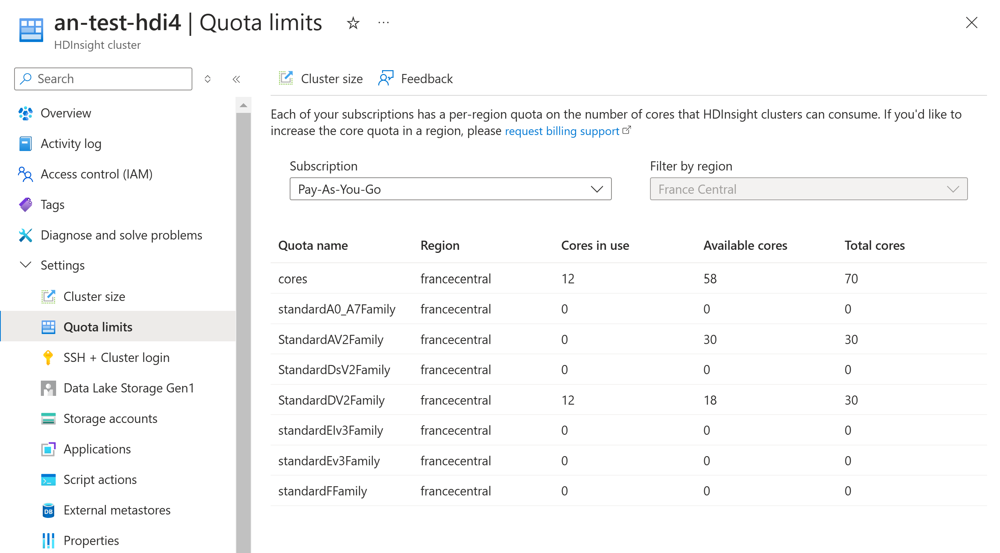 an-test-hdi4 | Quota limits
HDInsight cluster
Search
Overview
Activity log
Access control (IAM)
Tags
Diagnose and solve problems
Settings
Cluster size
Quota limits
SSH + Cluster login
Data Lake Storage Gen1
Storage accounts
Applications
Script actions
DB
External metastores
Properties
Cluster size Feedback
Each of your subscriptions has a per-region quota on the number of cores that HDInsight clusters can consume. If you'd like to
increase the core quota in a region, please request billing support
Subscription Filter by region
Pay-As-You-Go France Central
Quota name Region Cores in use Available cores Total cores
cores francecentral 12 58 70
standardA0_A7Family francecentral 0 0 0
StandardAV2Family francecentral 0 30 30
StandardDsV2Family francecentral 0 0 0
StandardDV2Family francecentral 12 18 30
standardEIv3Family francecentral 0 0 0
standardEv3Family francecentral 0 0 0
standardFFamily francecentral 0 0 0